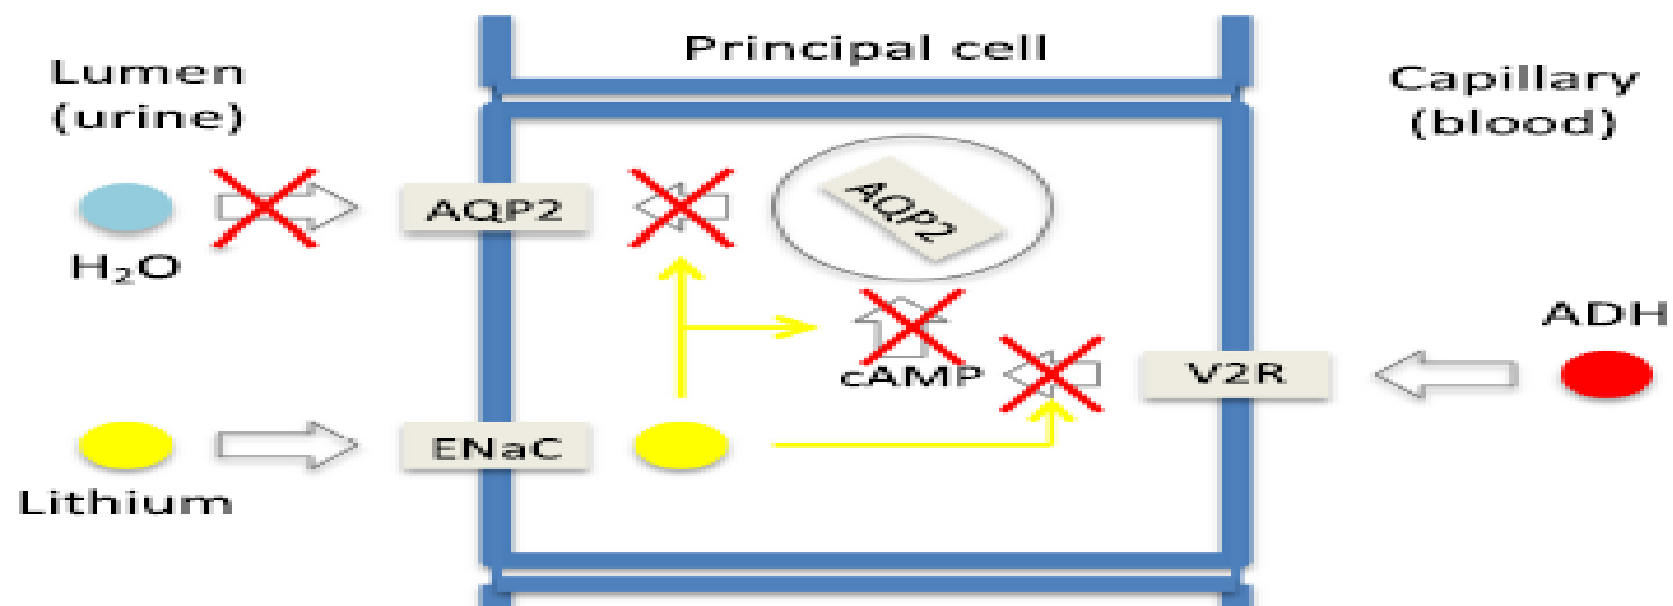 Principal cell
Lumen
(urine)
Capillary
(blood)
AQP2
AQP2
H₂O
ADH
cAMP
V2R
ENaC
Lithium